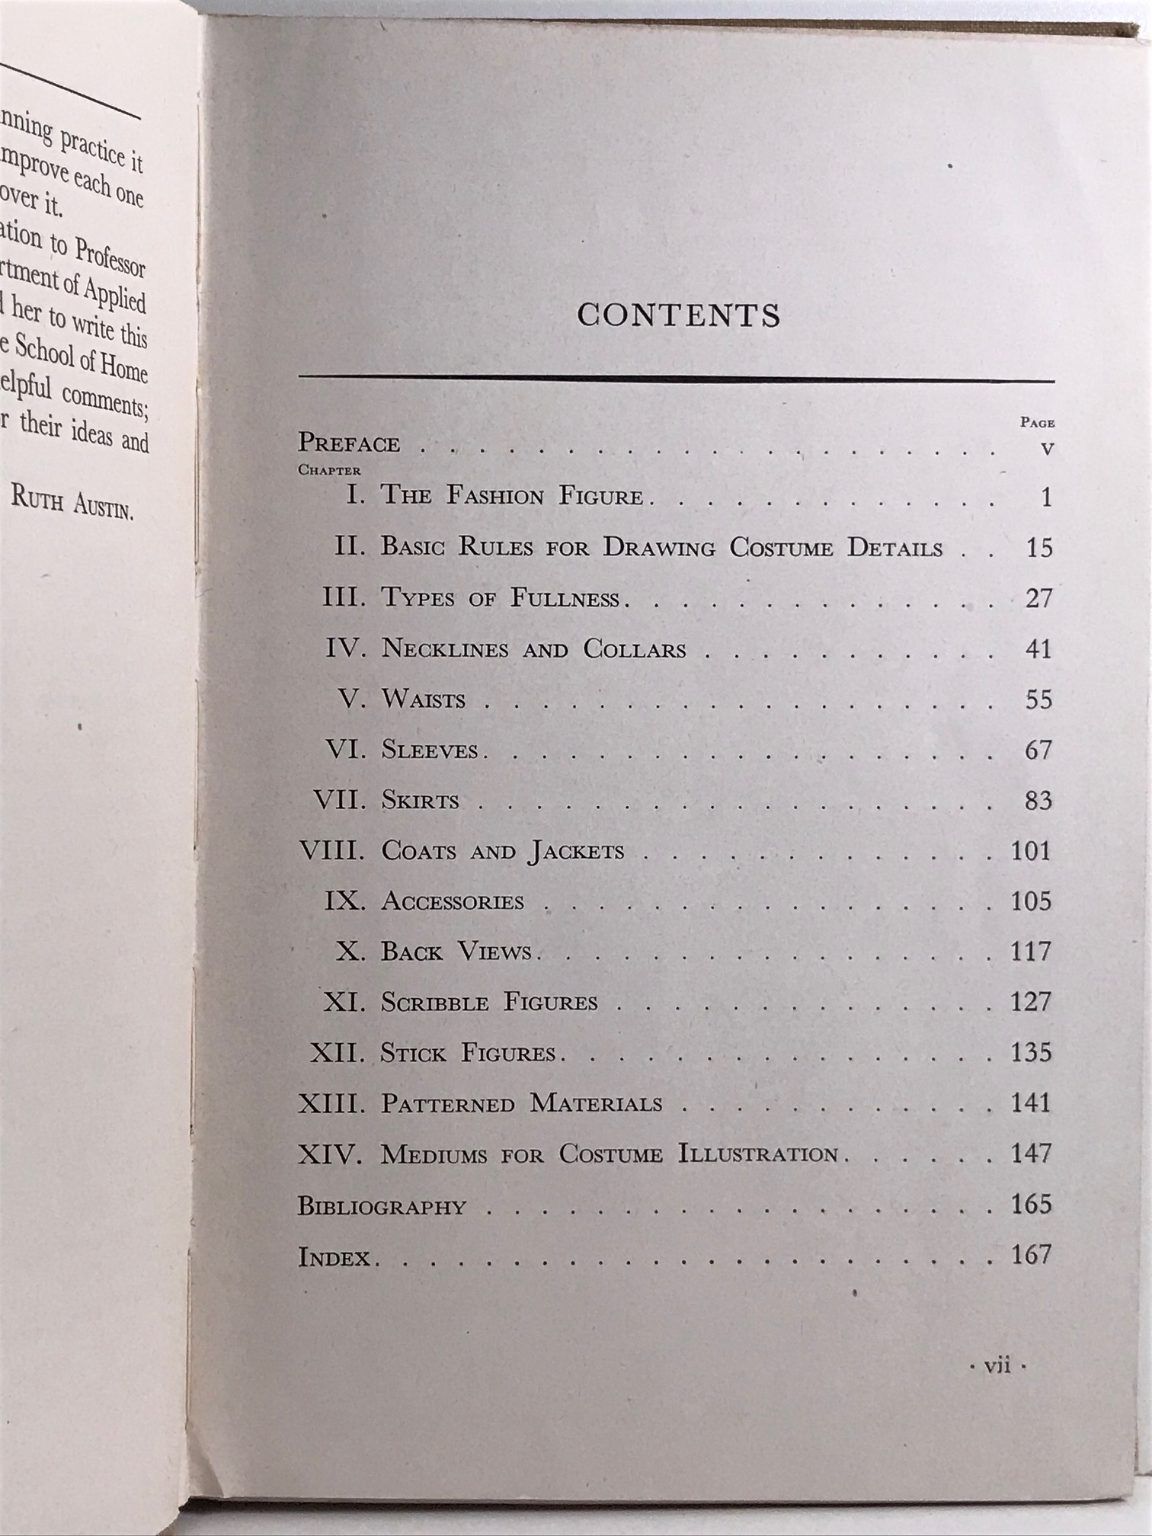 nning practice it
mprove each one
over it.
ation to Professor
rtment of Applied
her to write this
e School of Home
elpful comments;
r their ideas and
RUTH AUSTIN.
CONTENTS
PAGE
PREFACE . . . . . . . . . . . . . . . . . . . . . v
CHAPTER
I. THE FASHION FIGURE. . . . . . . . . . . . . 1
II. BASIC RULES FOR DRAWING COSTUME DETAILS . . 15
III. TYPES OF FULLNESS. . . . . . . . . . . . . . 27
IV. NECKLINES AND COLLARS . . . . . . . . . . . 41
V. WAISTS . . . . . . . . . . . . . . . . . . . 55
VI. SLEEVES. . . . . . . . . . . . . . . . . . . 67
VII. SKIRTS . . . . . . . . . . . . . . . . . . . 83
VIII. COATS AND JACKETS . . . . . . . . . . . . . 101
IX. ACCESSORIES . . . . . . . . . . . . . . . . . 105
X. BACK VIEWS. . . . . . . . . . . . . . . . . 117
XI. SCRIBBLE FIGURES . . . . . . . . . . . . . . 127
XII. STICK FIGURES. . . . . . . . . . . . . . . . 135
XIII. PATTERNED MATERIALS . . . . . . . . . . . . 141
XIV. MEDIUMS FOR COSTUME ILLUSTRATION. . . . . . 147
BIBLIOGRAPHY . . . . . . . . . . . . . . . . . . . 165
INDEX. . . . . . . . . . . . . . . . . . . . . . . 167
· vii ·